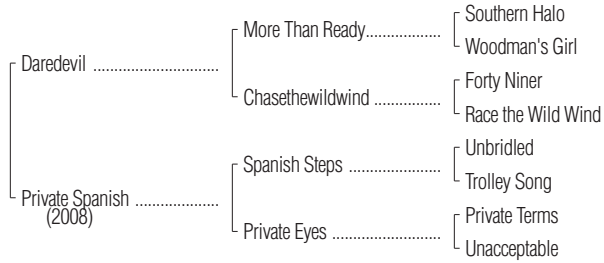 Southern Halo
More Than Ready..................
Woodman's Girl
Daredevil ..............................
Forty Niner
Chasethewildwind ................
Race the Wild Wind
Unbridled
Spanish Steps ......................
Trolley Song
Private Spanish ....................
(2008)
Private Terms
Private Eyes ..........................
Unacceptable